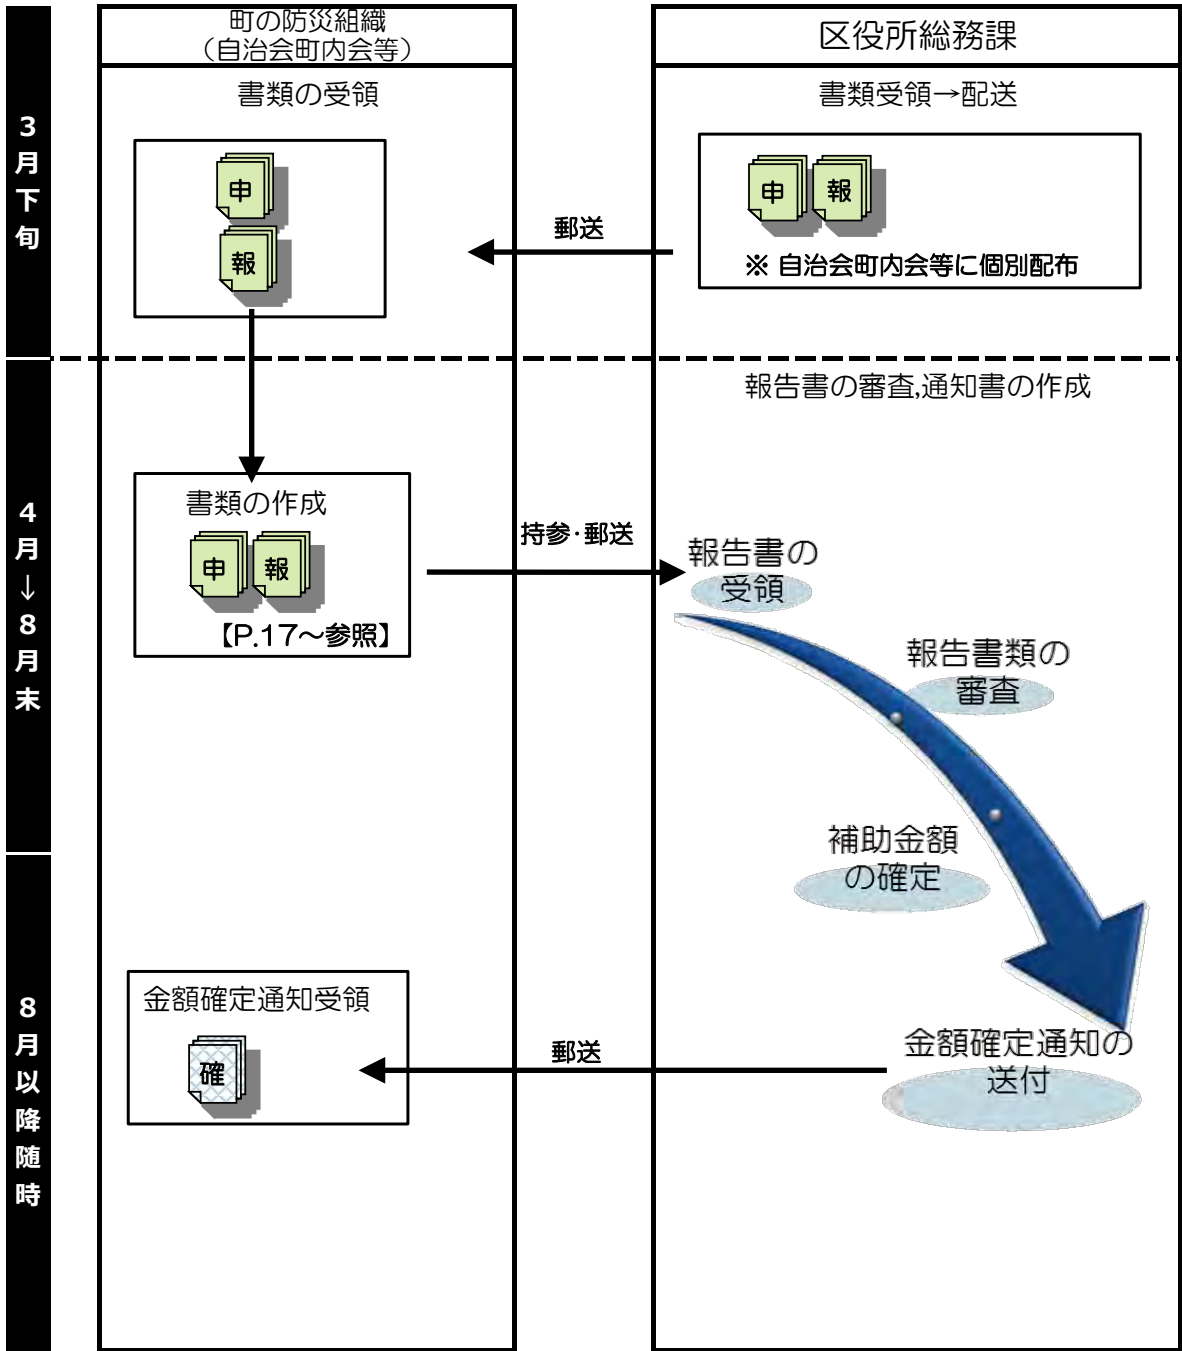 町の防災組織
(自治会町内会等)
区役所総務課
3月下旬
書類の受領
申
報
郵送
書類受領→配送
申 報
※ 自治会町内会等に個別配布
4月↓8月末
報告書の審査,通知書の作成
書類の作成
申 報
【P.17～参照】
持参・郵送
報告書の
受領
報告書類の
審査
補助金額
の確定
8月以降随時
金額確定通知受領
確
郵送
金額確定通知の
送付